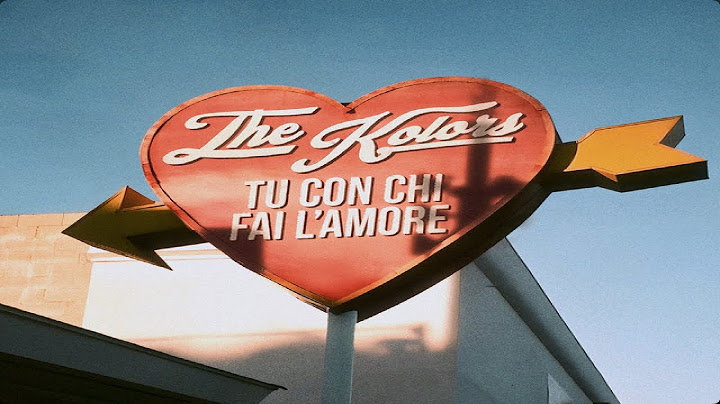 The Kolors
TU CON CHI
FAI L'AMORE